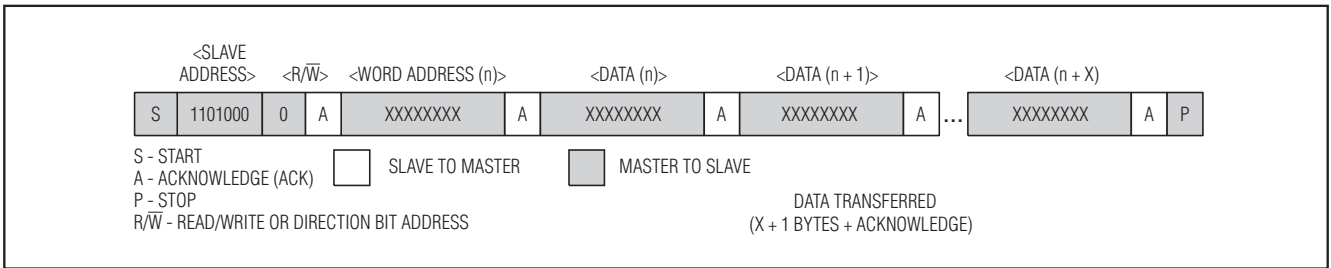 <SLAVE
ADDRESS> <R/W̅> <WORD ADDRESS (n)> <DATA (n)> <DATA (n + 1)> <DATA (n + X)
S 1101000 0 A XXXXXXXX A XXXXXXXX A XXXXXXXX A ... XXXXXXXX A P
S - START
A - ACKNOWLEDGE (ACK) SLAVE TO MASTER MASTER TO SLAVE
P - STOP
R/W̅ - READ/WRITE OR DIRECTION BIT ADDRESS
DATA TRANSFERRED
(X + 1 BYTES + ACKNOWLEDGE)